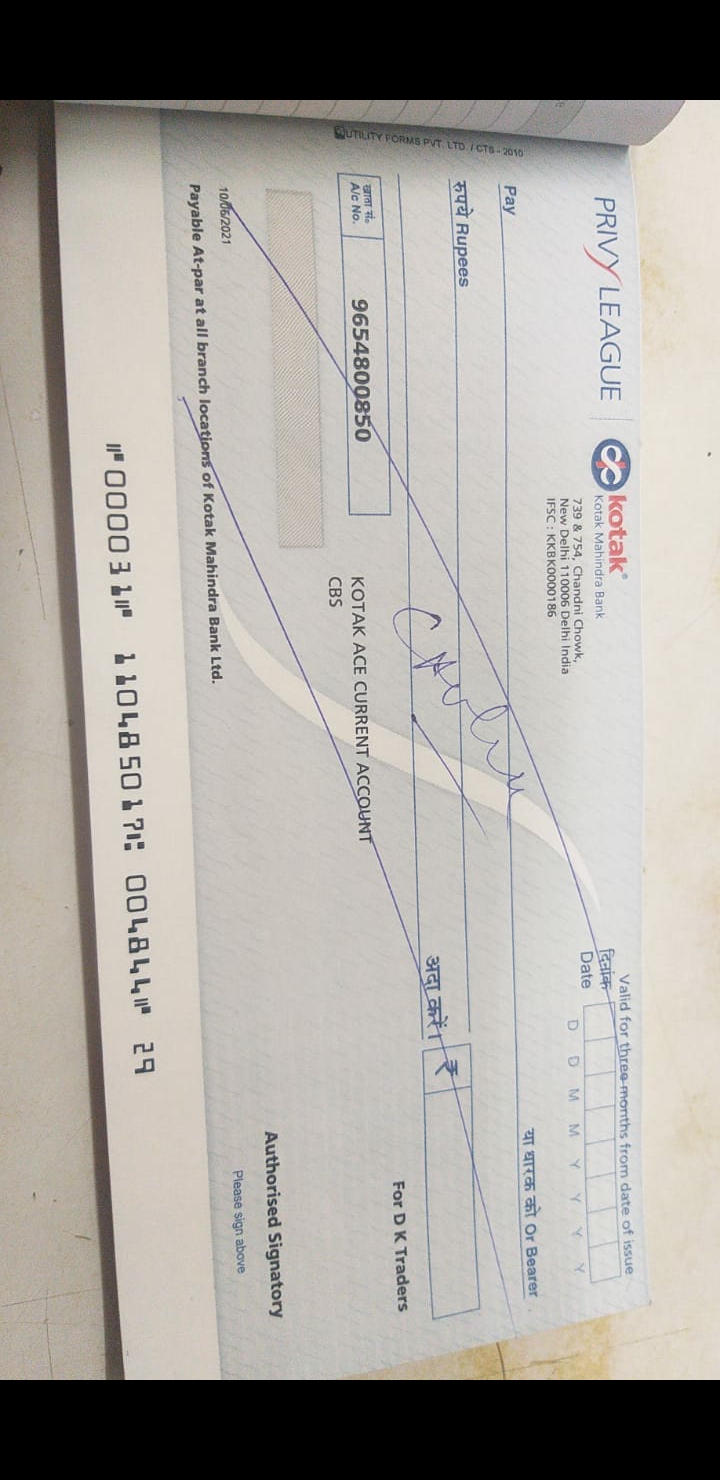 PRIVY LEAGUE
kotak®
Kotak Mahindra Bank
739 & 754, Chandni Chowk,
New Delhi 110006 Delhi India
IFSC : KKBK0000186
Valid for three months from date of issue
दिनांक
Date
D D M M Y Y Y Y
Pay
या धारक को Or Bearer
रुपये Rupees
अदा करें।
₹
खाता सं.
A/c No.
9654800850
KOTAK ACE CURRENT ACCOUNT
CBS
For D K Traders
Authorised Signatory
Please sign above
10/06/2021
Payable At-par at all branch locations of Kotak Mahindra Bank Ltd.
UTILITY FORMS PVT. LTD. / CTS - 2010
⑈000031⑈ 110485017⑆ 004844⑈ 29